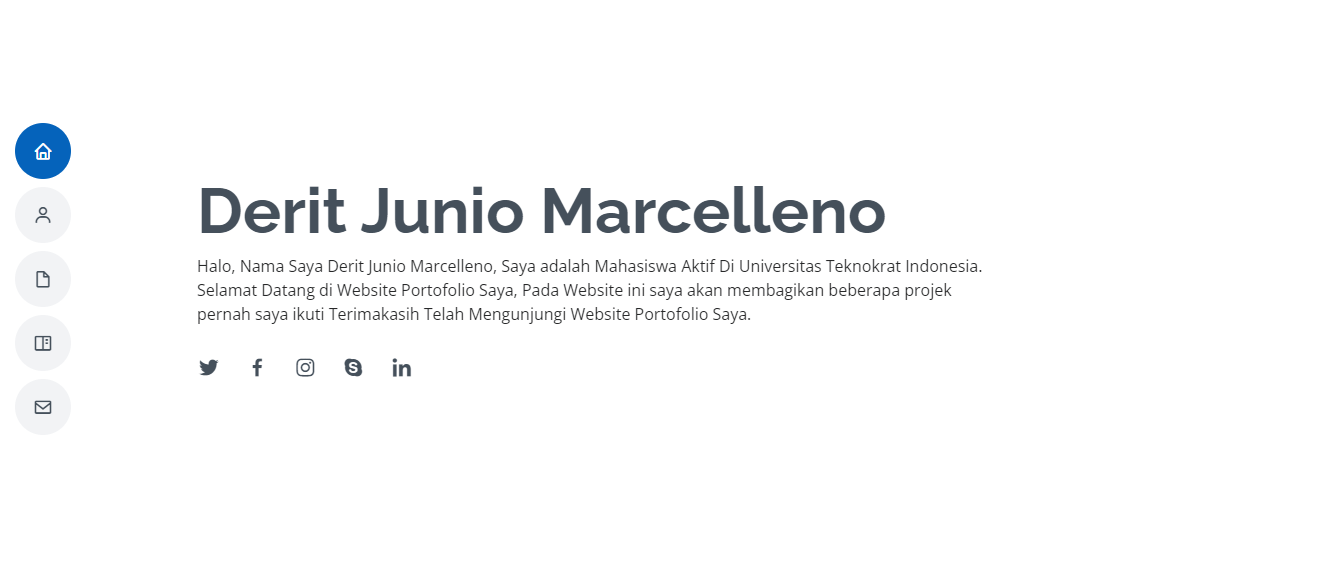 Derit Junio Marcelleno
Halo, Nama Saya Derit Junio Marcelleno, Saya adalah Mahasiswa Aktif Di Universitas Teknokrat Indonesia.
Selamat Datang di Website Portofolio Saya, Pada Website ini saya akan membagikan beberapa projek
pernah saya ikuti Terimakasih Telah Mengunjungi Website Portofolio Saya.